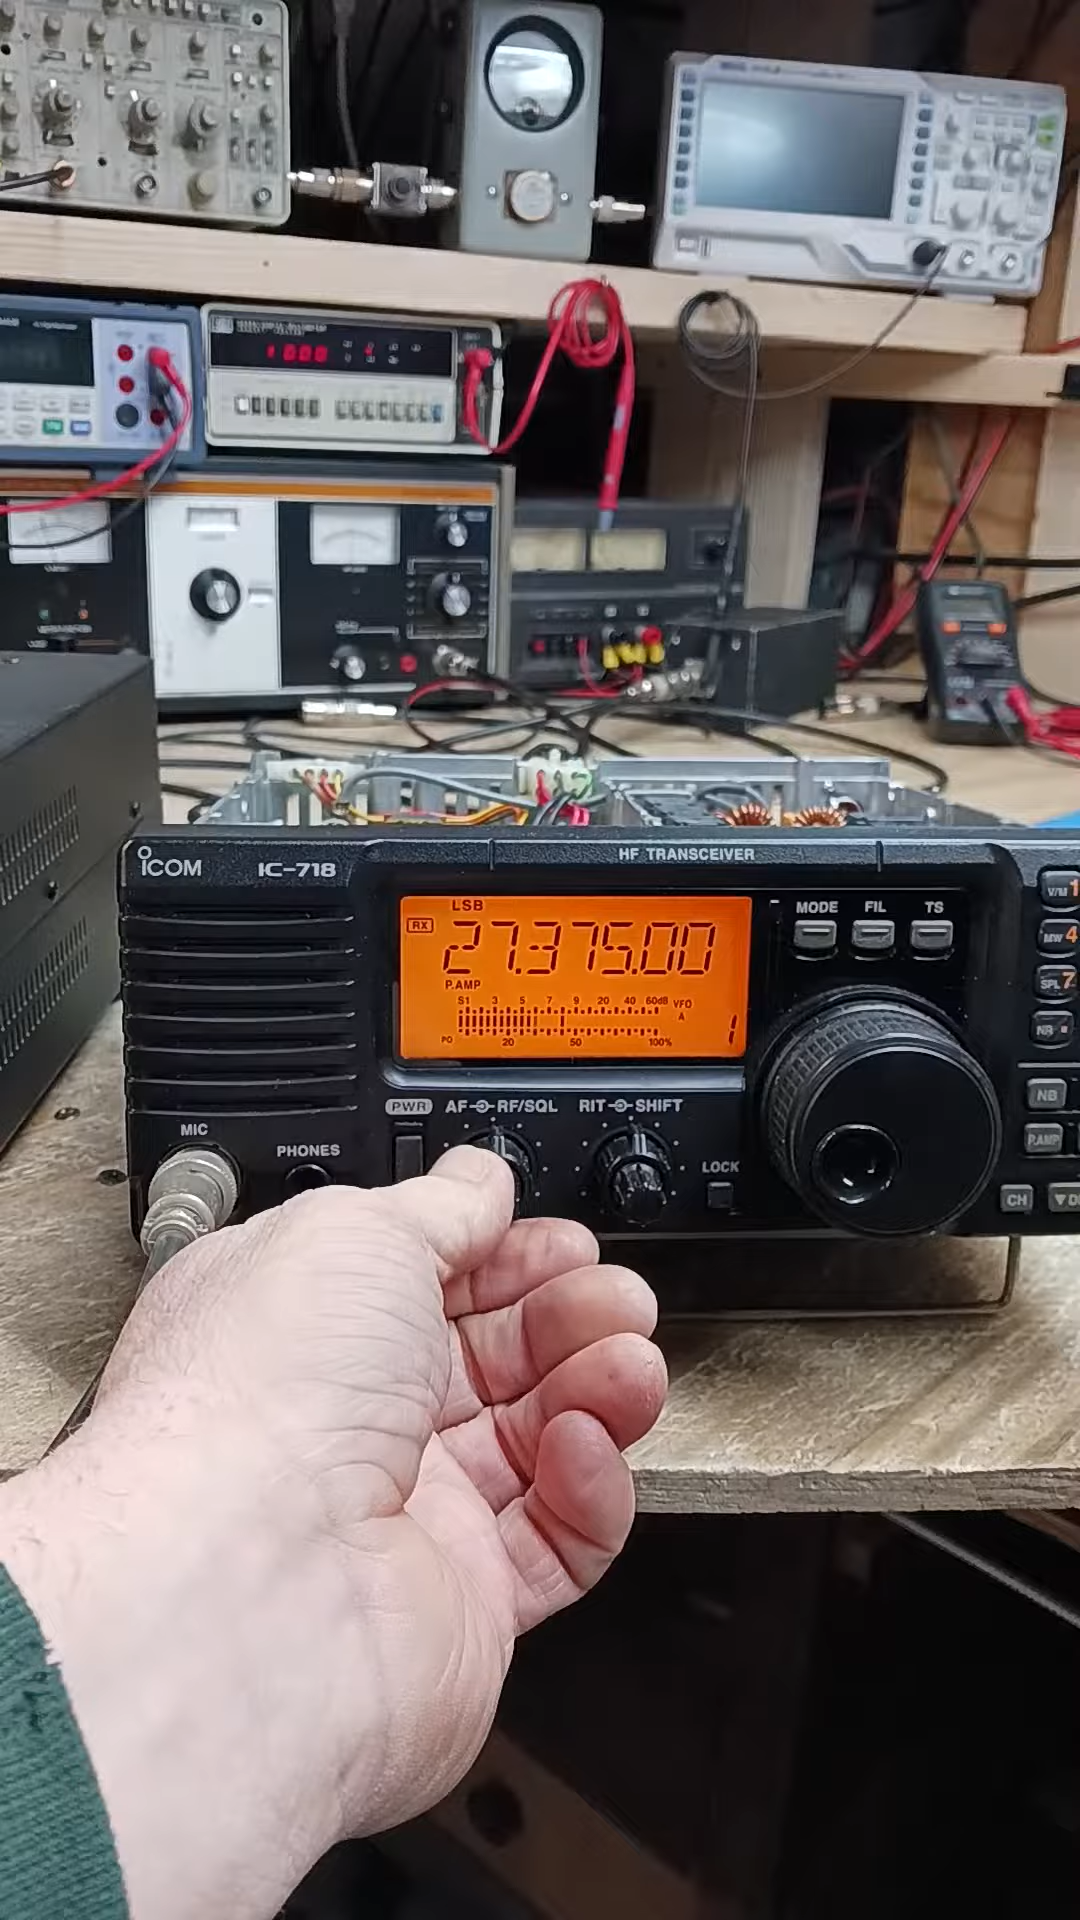 1000
ICOM
IC-718
HF TRANSCEIVER
LSB
RX
27.375.00
P.AMP
S1 3 5 7 9 20 40 60dB
VFO
A
1
PO 20 50 100%
MODE FIL TS
V/M 1
MW 4
SPL 7
NR
NB
P.AMP
CH
PWR
AF RF/SQL
RIT SHIFT
MIC
PHONES
LOCK